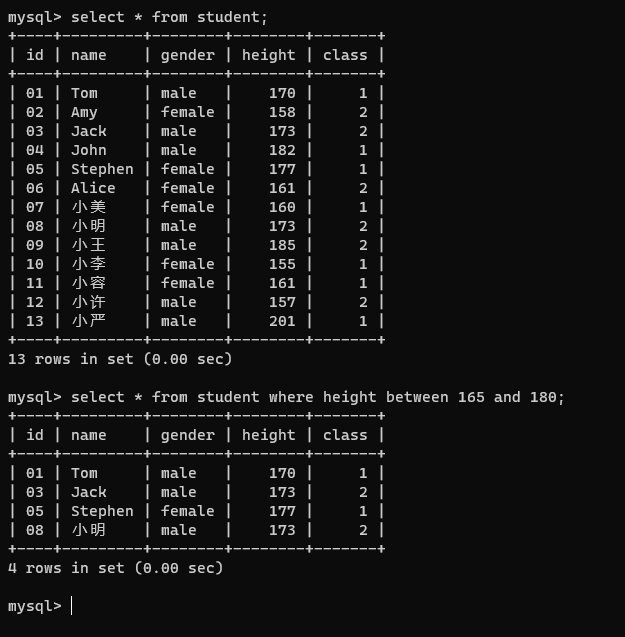 mysql> select * from student;
+----+---------+--------+--------+-------+
| id | name    | gender | height | class |
+----+---------+--------+--------+-------+
| 01 | Tom     | male   |    170 |     1 |
| 02 | Amy     | female |    158 |     2 |
| 03 | Jack    | male   |    173 |     2 |
| 04 | John    | male   |    182 |     1 |
| 05 | Stephen | female |    177 |     1 |
| 06 | Alice   | female |    161 |     2 |
| 07 | 小美    | female |    160 |     1 |
| 08 | 小明    | male   |    173 |     2 |
| 09 | 小王    | male   |    185 |     2 |
| 10 | 小李    | female |    155 |     1 |
| 11 | 小容    | female |    161 |     1 |
| 12 | 小许    | male   |    157 |     2 |
| 13 | 小严    | male   |    201 |     1 |
+----+---------+--------+--------+-------+
13 rows in set (0.00 sec)

mysql> select * from student where height between 165 and 180;
+----+---------+--------+--------+-------+
| id | name    | gender | height | class |
+----+---------+--------+--------+-------+
| 01 | Tom     | male   |    170 |     1 |
| 03 | Jack    | male   |    173 |     2 |
| 05 | Stephen | female |    177 |     1 |
| 08 | 小明    | male   |    173 |     2 |
+----+---------+--------+--------+-------+
4 rows in set (0.00 sec)

mysql>